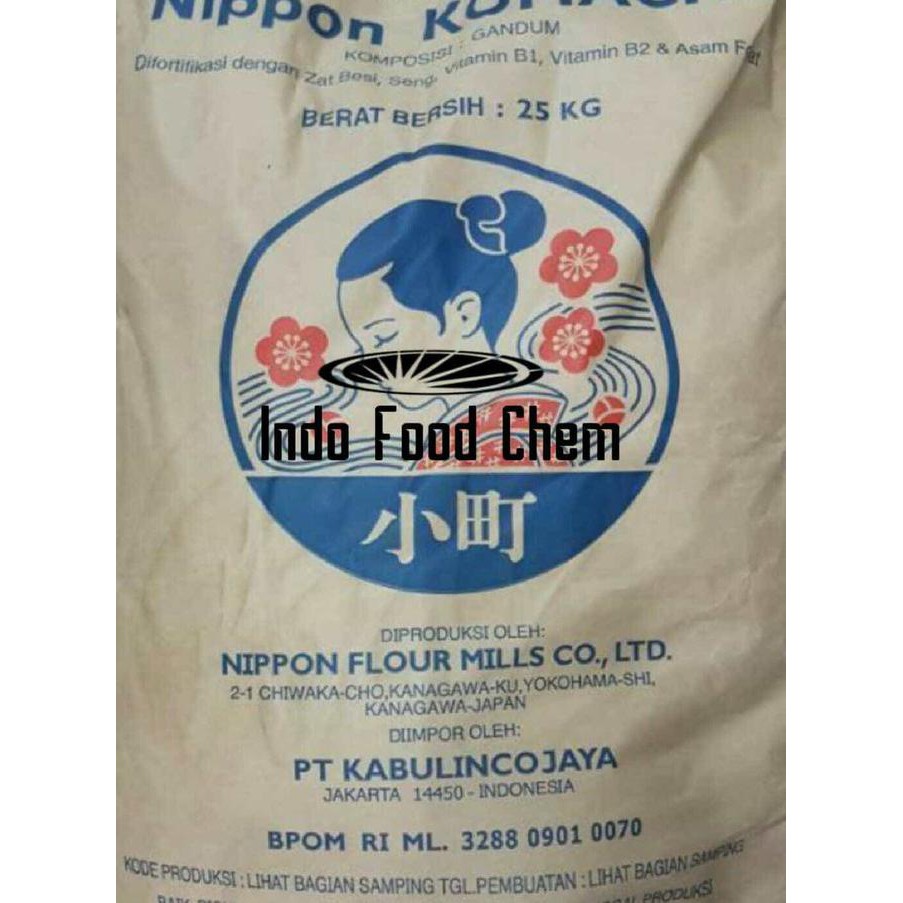 Nippon
KOMPOSISI : GANDUM
Difortifikasi dengan Zat Besi, Seng, Vitamin B1, Vitamin B2 & Asam Folat
BERAT BERSIH : 25 KG
Indo Food Chem
小町
DIPRODUKSI OLEH:
NIPPON FLOUR MILLS CO., LTD.
2-1 CHIWAKA-CHO,KANAGAWA-KU,YOKOHAMA-SHI,
KANAGAWA-JAPAN
DIIMPOR OLEH:
PT KABULINCOJAYA
JAKARTA 14450 - INDONESIA
BPOM RI ML. 3288 0901 0070
KODE PRODUKSI : LIHAT BAGIAN SAMPING TGL.PEMBUATAN : LIHAT BAGIAN SAMPING
PRODUKSI